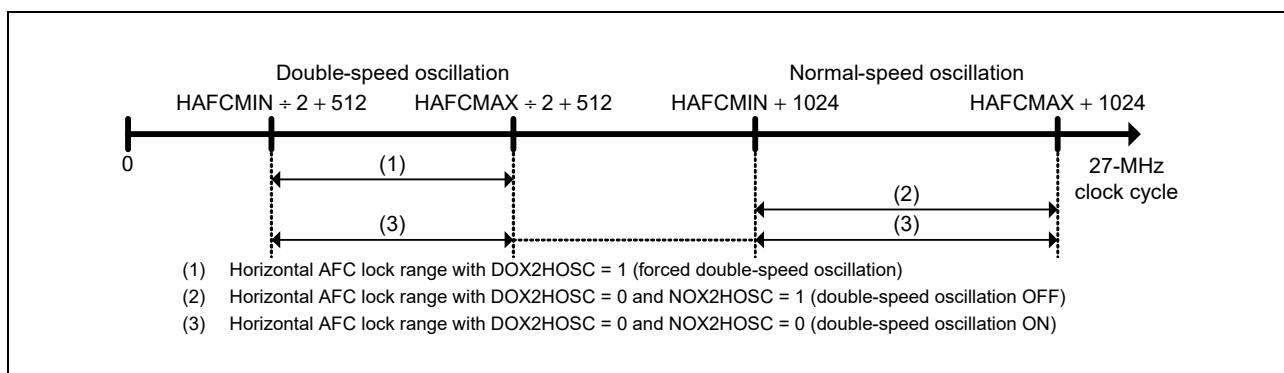 Double-speed oscillation Normal-speed oscillation
HAFCMIN ÷ 2 + 512 HAFCMAX ÷ 2 + 512 HAFCMIN + 1024 HAFCMAX + 1024
0
27-MHz
clock cycle
(1)
(2)
(3) (3)
(1) Horizontal AFC lock range with DOX2HOSC = 1 (forced double-speed oscillation)
(2) Horizontal AFC lock range with DOX2HOSC = 0 and NOX2HOSC = 1 (double-speed oscillation OFF)
(3) Horizontal AFC lock range with DOX2HOSC = 0 and NOX2HOSC = 0 (double-speed oscillation ON)